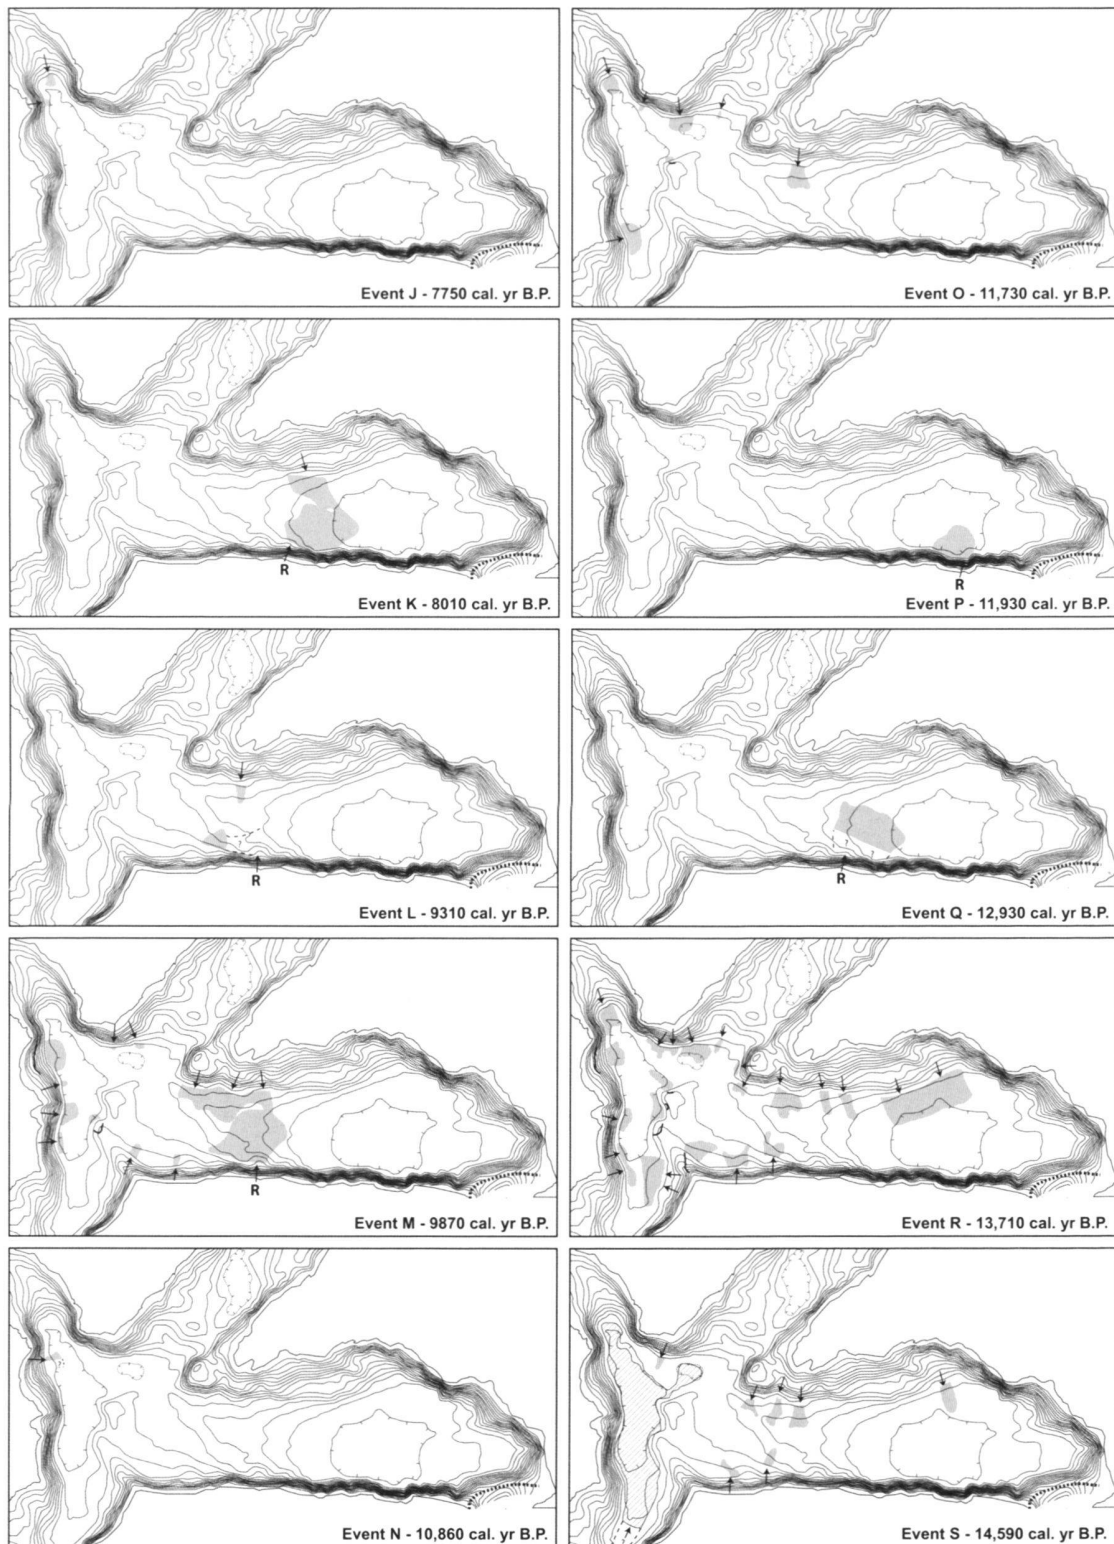 Event J - 7750 cal. yr B.P.
Event O - 11,730 cal. yr B.P.
R
Event K - 8010 cal. yr B.P.
R
Event P - 11,930 cal. yr B.P.
R
Event L - 9310 cal. yr B.P.
R
Event Q - 12,930 cal. yr B.P.
R
Event M - 9870 cal. yr B.P.
Event R - 13,710 cal. yr B.P.
Event N - 10,860 cal. yr B.P.
Event S - 14,590 cal. yr B.P.